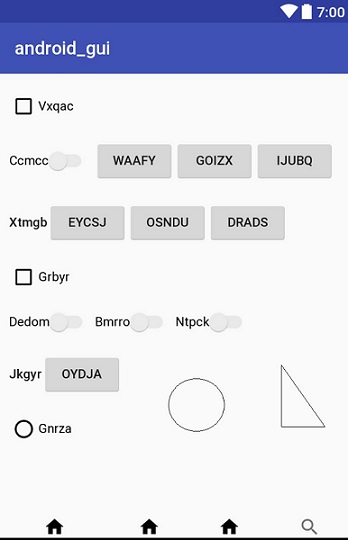 7:00
android_gui
Vxqac
Ccmcc WAAFY GOIZX IJUBQ
Xtmgb EYCSJ OSNDU DRADS
Grbyr
Dedom Bmrro Ntpck
Jkgyr OYDJA
Gnrza